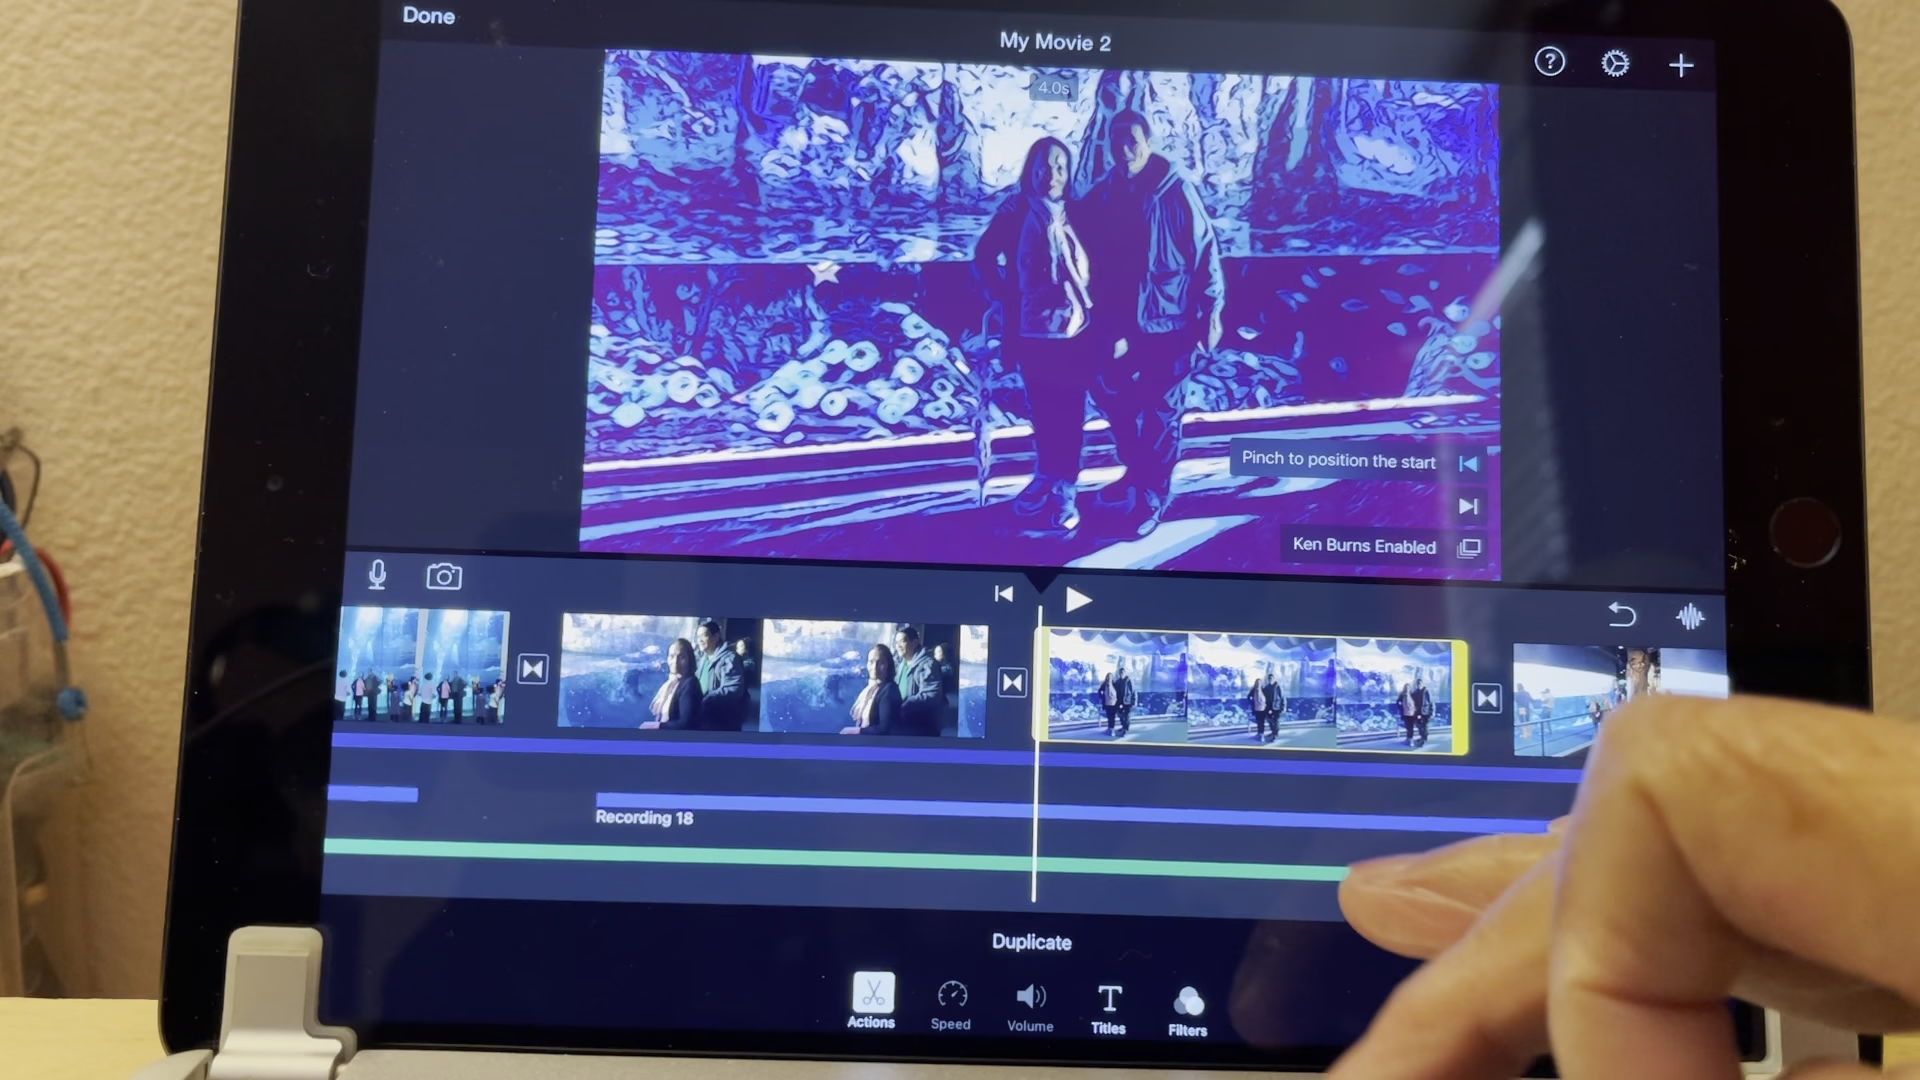 Done
My Movie 2
4.0s
Pinch to position the start
Ken Burns Enabled
Recording 18
Duplicate
Actions
Speed
Volume
Titles
Filters